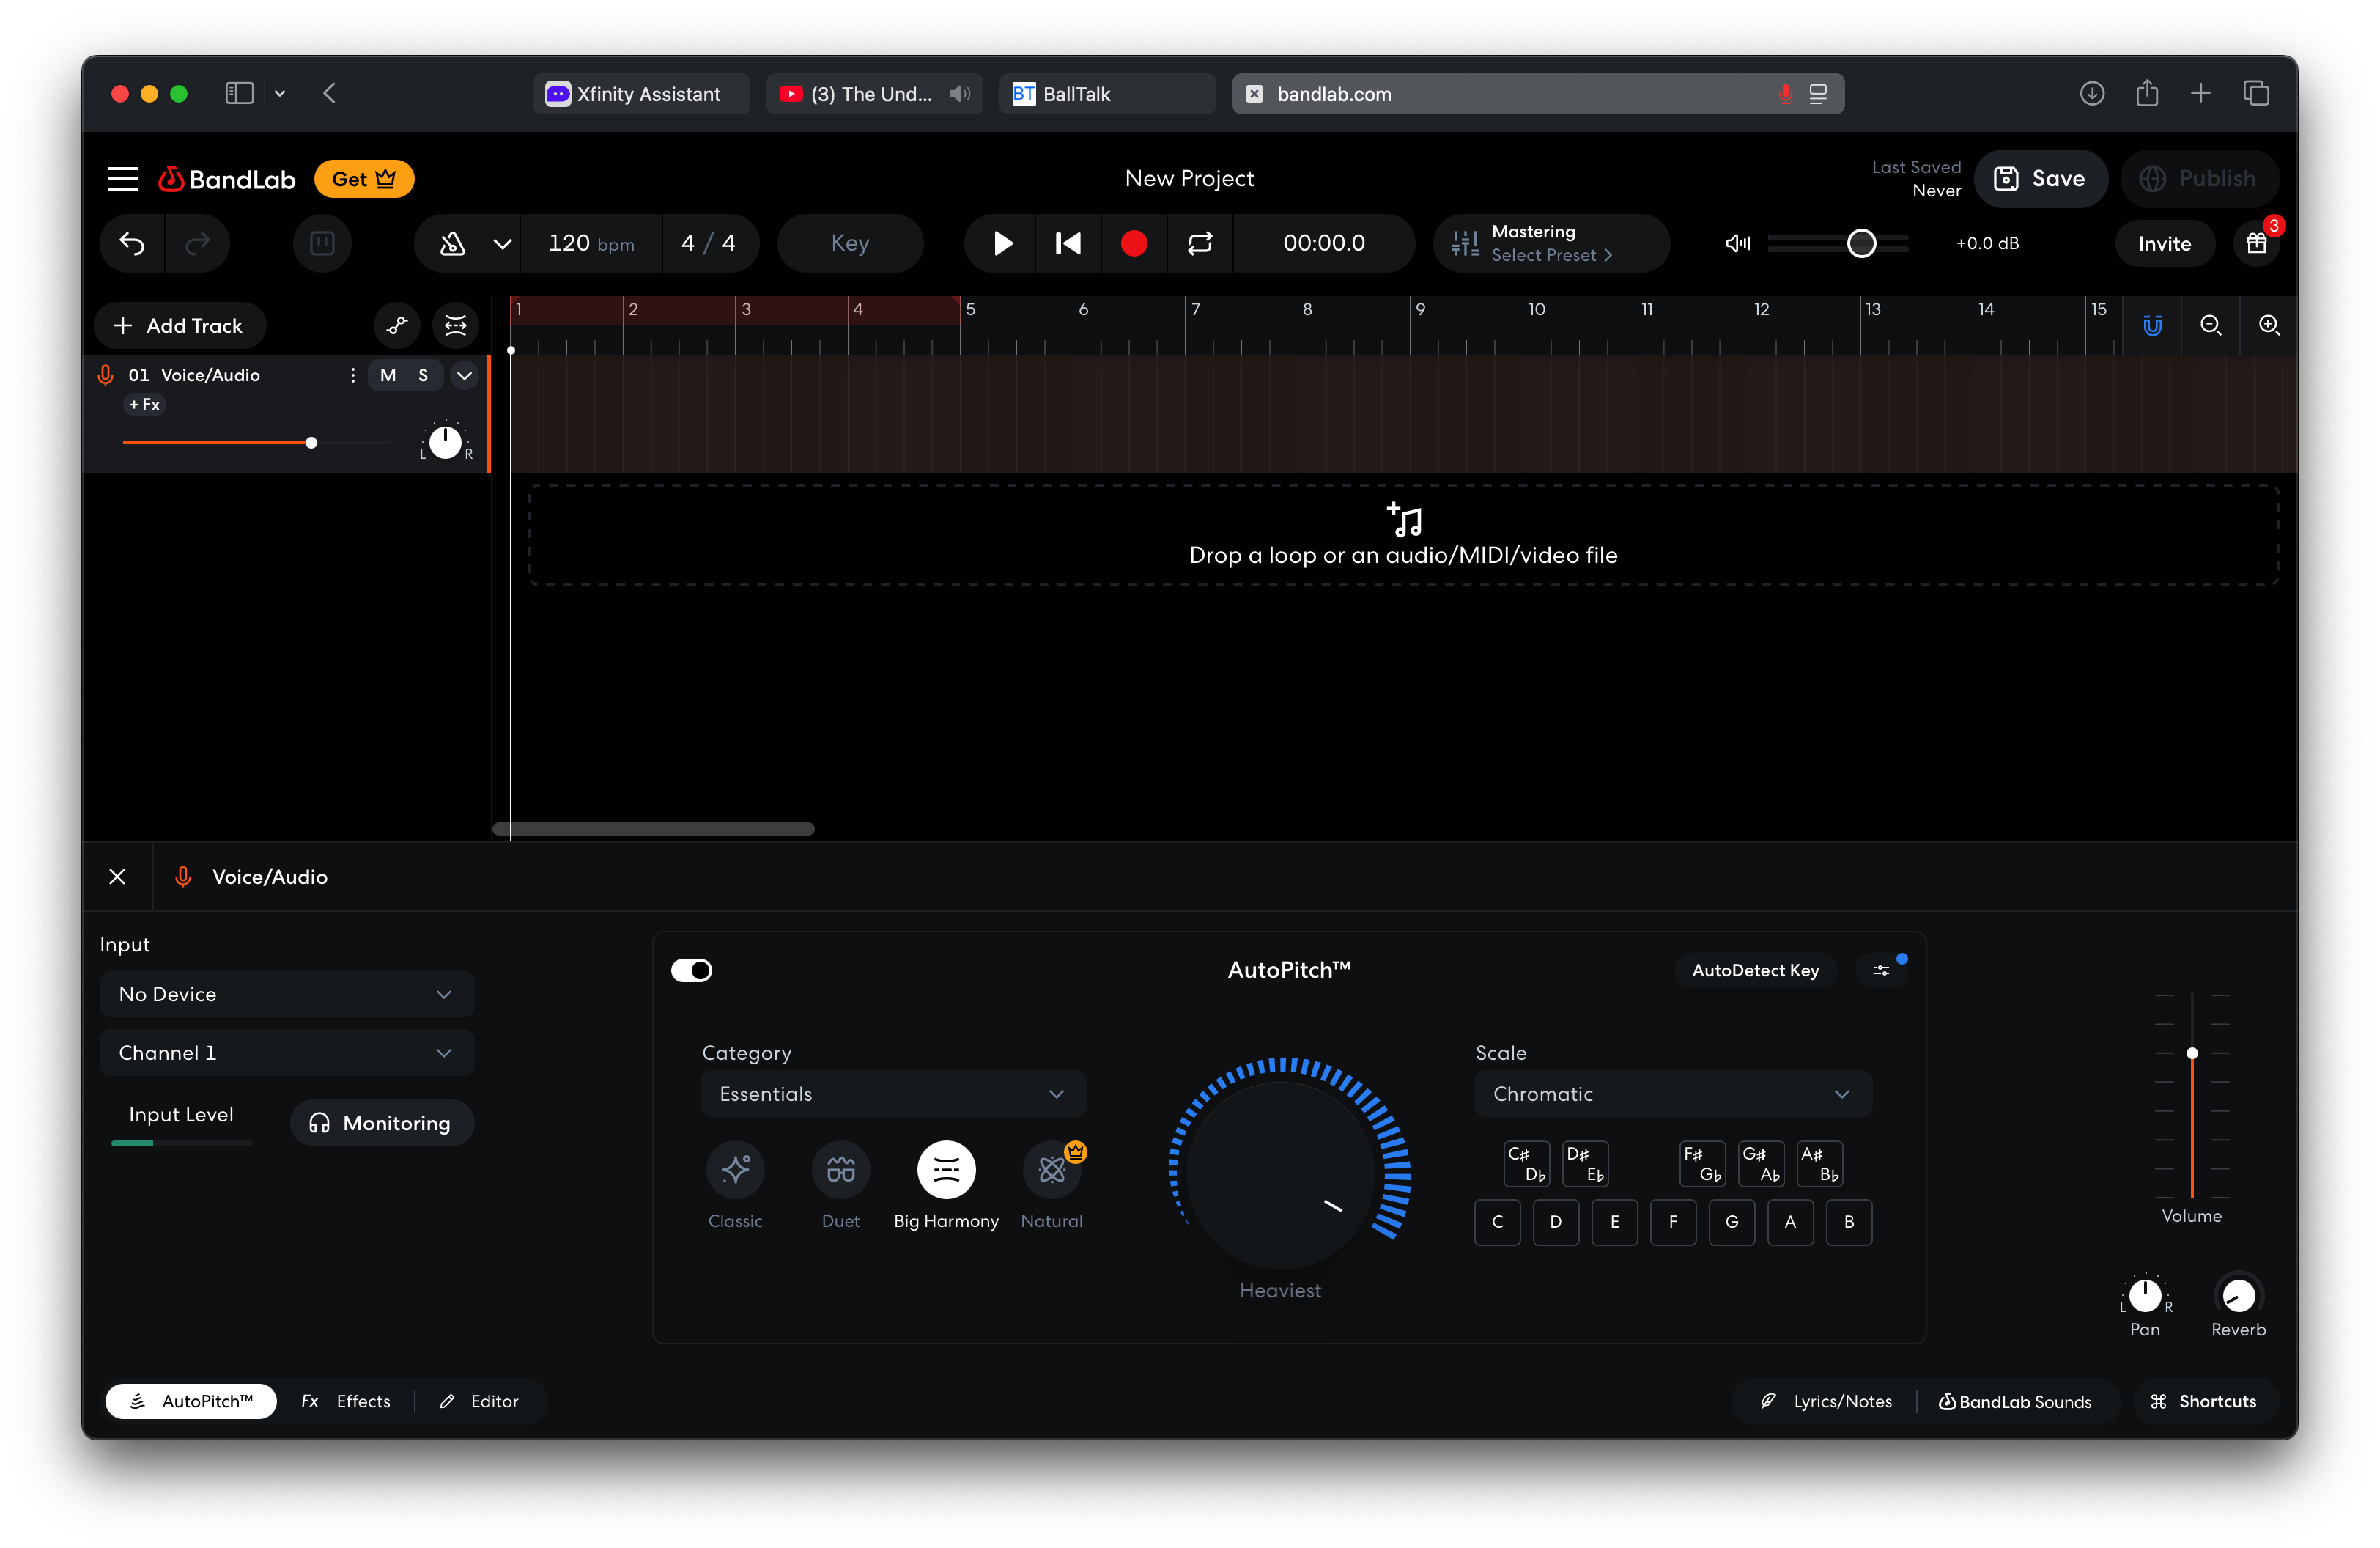 Xfinity Assistant
(3) The Und...
BT BallTalk
bandlab.com
BandLab
Get
New Project
Last Saved
Never
Save
Publish
120 bpm
4 / 4
Key
00:00.0
Mastering
Select Preset
+0.0 dB
Invite
3
Add Track
1 2 3 4 5 6 7 8 9 10 11 12 13 14 15
01 Voice/Audio
M S
+ Fx
L R
Drop a loop or an audio/MIDI/video file
Voice/Audio
Input
No Device
Channel 1
Input Level
Monitoring
AutoPitch™
AutoDetect Key
Category
Essentials
Classic
Duet
Big Harmony
Natural
Heaviest
Scale
Chromatic
C♯ D♭
D♯ E♭
F♯ G♭
G♯ A♭
A♯ B♭
C D E F G A B
Volume
L R
Pan
Reverb
AutoPitch™
Fx Effects
Editor
Lyrics/Notes
BandLab Sounds
⌘ Shortcuts